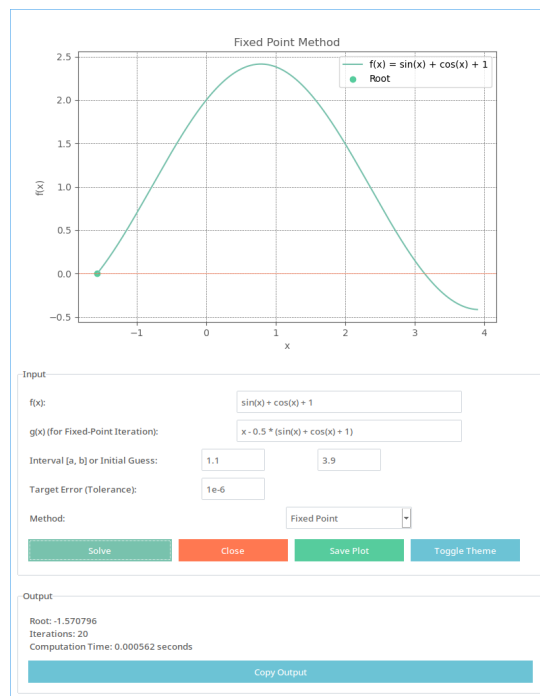 Fixed Point Method
f(x) = sin(x) + cos(x) + 1
Root
2.5
2.0
1.5
1.0
0.5
0.0
−0.5
f(x)
−1 0 1 2 3 4
x
Input
f(x): sin(x) + cos(x) + 1
g(x) (for Fixed-Point Iteration): x - 0.5 * (sin(x) + cos(x) + 1)
Interval [a, b] or Initial Guess: 1.1 3.9
Target Error (Tolerance): 1e-6
Method: Fixed Point
Solve Close Save Plot Toggle Theme
Output
Root: -1.570796
Iterations: 20
Computation Time: 0.000562 seconds
Copy Output